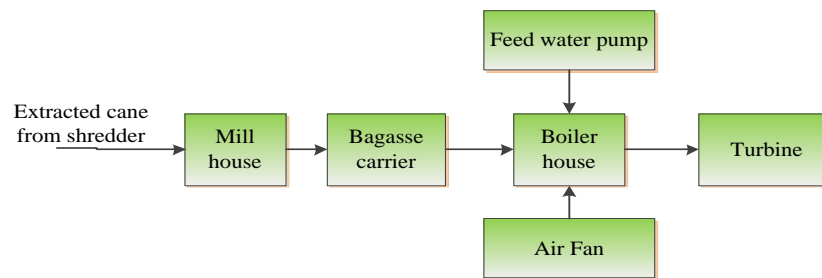 Feed water pump
Extracted cane
from shredder
Mill
house
Bagasse
carrier
Boiler
house
Turbine
Air Fan